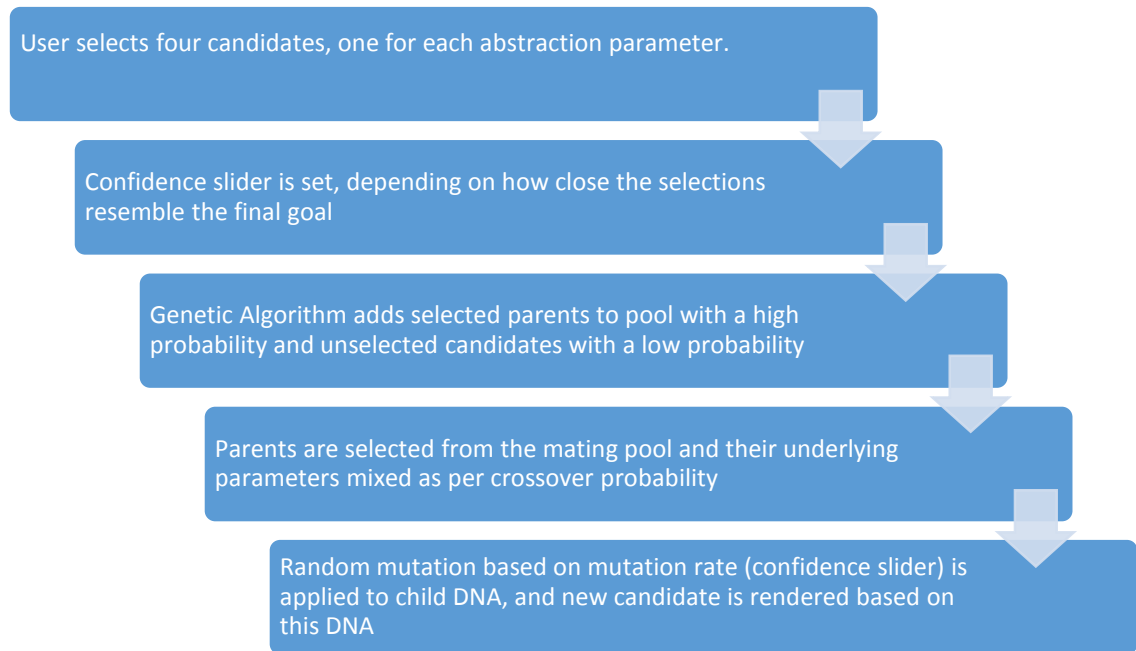 User selects four candidates, one for each abstraction parameter.
Confidence slider is set, depending on how close the selections
resemble the final goal
Genetic Algorithm adds selected parents to pool with a high
probability and unselected candidates with a low probability
Parents are selected from the mating pool and their underlying
parameters mixed as per crossover probability
Random mutation based on mutation rate (confidence slider) is
applied to child DNA, and new candidate is rendered based on
this DNA